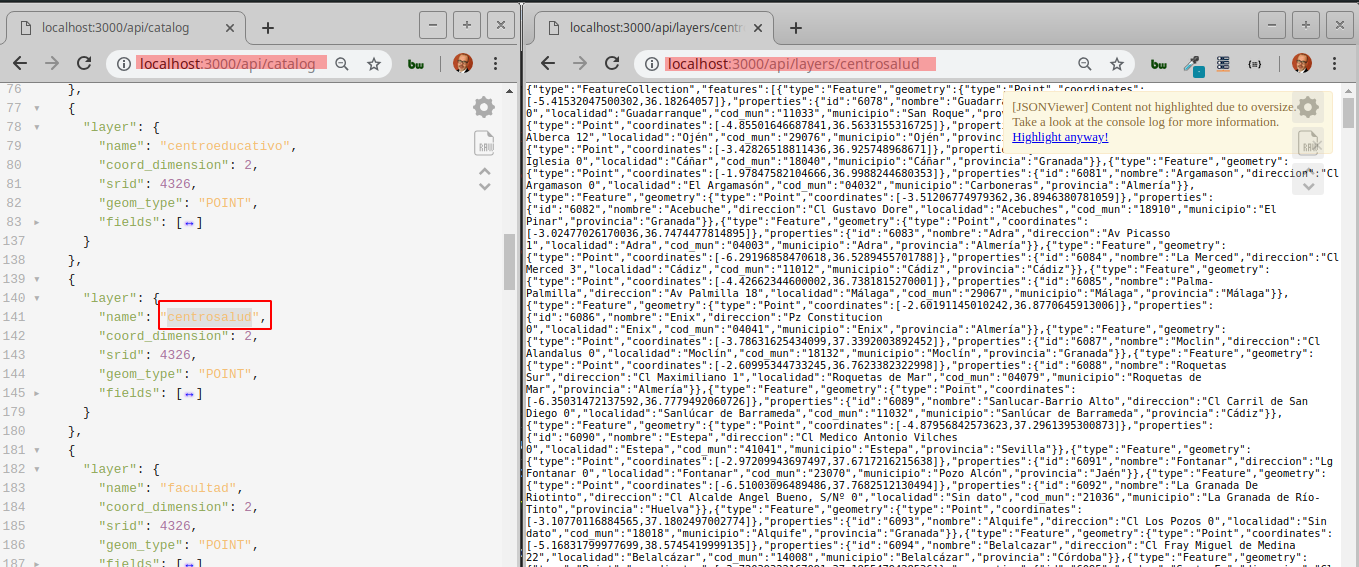 localhost:3000/api/catalog
localhost:3000/api/catalog
76 },
77 {
78 "layer": {
79 "name": "centroeducativo",
80 "coord_dimension": 2,
81 "srid": 4326,
82 "geom_type": "POINT",
83 "fields": [↔]
137 }
138 },
139 {
140 "layer": {
141 "name": "centrosalud",
142 "coord_dimension": 2,
143 "srid": 4326,
144 "geom_type": "POINT",
145 "fields": [↔]
179 }
180 },
181 {
182 "layer": {
183 "name": "facultad",
184 "coord_dimension": 2,
185 "srid": 4326,
186 "geom_type": "POINT",
187 "fields": [↔]
RAW
localhost:3000/api/layers/centr
localhost:3000/api/layers/centrosalud
[JSONViewer] Content not highlighted due to oversize.
Take a look at the console log for more information.
Highlight anyway!
{"type":"FeatureCollection","features":[{"type":"Feature","geometry":{"type":"Point","coordinates":
[-5.41532047500302,36.18264057]},"properties":{"id":"6078","nombre":"Guadarra
0","localidad":"Guadarranque","cod_mun":"11033","municipio":"San Roque","prov
{"type":"Point","coordinates":[-4.85501646687841,36.5633155316725]},"properti
Alberca 12","localidad":"Ojén","cod_mun":"29076","municipio":"Ojén","provinc
{"type":"Point","coordinates":[-3.42826518811436,36.925748968671]},"propertie
Iglesia 0","localidad":"Cáñar","cod_mun":"18040","municipio":"Cáñar","provincia":"Granada"}},{"type":"Feature","geometry":
{"type":"Point","coordinates":[-1.97847582104666,36.9988244680353]},"properties":{"id":"6081","nombre":"Argamason","direccion":"Cl
Argamason 0","localidad":"El Argamasón","cod_mun":"04032","municipio":"Carboneras","provincia":"Almería"}},
{"type":"Feature","geometry":{"type":"Point","coordinates":[-3.51206774979362,36.8946380781059]},"properties":
{"id":"6082","nombre":"Acebuche","direccion":"Cl Gustavo Dore","localidad":"Acebuches","cod_mun":"18910","municipio":"El
Pinar","provincia":"Granada"}},{"type":"Feature","geometry":{"type":"Point","coordinates":
[-3.02477026170036,36.7474477814895]},"properties":{"id":"6083","nombre":"Adra","direccion":"Av Picasso
1","localidad":"Adra","cod_mun":"04003","municipio":"Adra","provincia":"Almería"}},{"type":"Feature","geometry":
{"type":"Point","coordinates":[-6.29196858470618,36.5289455701788]},"properties":{"id":"6084","nombre":"La Merced","direccion":"Cl
Merced 3","localidad":"Cádiz","cod_mun":"11012","municipio":"Cádiz","provincia":"Cádiz"}},{"type":"Feature","geometry":
{"type":"Point","coordinates":[-4.42662344600002,36.7381815270001]},"properties":{"id":"6085","nombre":"Palma-
Palmilla","direccion":"Av Palmilla 18","localidad":"Málaga","cod_mun":"29067","municipio":"Málaga","provincia":"Málaga"}},
{"type":"Feature","geometry":{"type":"Point","coordinates":[-2.60191145010242,36.8770645913006]},"properties":
{"id":"6086","nombre":"Enix","direccion":"Pz Constitucion
0","localidad":"Enix","cod_mun":"04041","municipio":"Enix","provincia":"Almería"}},{"type":"Feature","geometry":
{"type":"Point","coordinates":[-3.78631625434099,37.3392003892452]},"properties":{"id":"6087","nombre":"Moclin","direccion":"Cl
Alandalus 0","localidad":"Moclín","cod_mun":"18132","municipio":"Moclín","provincia":"Granada"}},{"type":"Feature","geometry":
{"type":"Point","coordinates":[-2.60995344733245,36.7623382322998]},"properties":{"id":"6088","nombre":"Roquetas
Sur","direccion":"Cl Maximiliano 1","localidad":"Roquetas de Mar","cod_mun":"04079","municipio":"Roquetas de
Mar","provincia":"Almería"}},{"type":"Feature","geometry":{"type":"Point","coordinates":
[-6.35031472137592,36.7779492060726]},"properties":{"id":"6089","nombre":"Sanlucar-Barrio Alto","direccion":"Cl Carril de San
Diego 0","localidad":"Sanlúcar de Barrameda","cod_mun":"11032","municipio":"Sanlúcar de Barrameda","provincia":"Cádiz"}},
{"type":"Feature","geometry":{"type":"Point","coordinates":[-4.87956842573623,37.2961395300873]},"properties":
{"id":"6090","nombre":"Estepa","direccion":"Cl Medico Antonio Vilches
0","localidad":"Estepa","cod_mun":"41041","municipio":"Estepa","provincia":"Sevilla"}},{"type":"Feature","geometry":
{"type":"Point","coordinates":[-2.97209943697497,37.6717216215638]},"properties":{"id":"6091","nombre":"Fontanar","direccion":"Lg
Fontanar 0","localidad":"Fontanar","cod_mun":"23070","municipio":"Pozo Alcón","provincia":"Jaén"}},{"type":"Feature","geometry":
{"type":"Point","coordinates":[-6.51003096489486,37.7682512130494]},"properties":{"id":"6092","nombre":"La Granada De
Riotinto","direccion":"Cl Alcalde Angel Bueno, S/Nº 0","localidad":"Sin dato","cod_mun":"21036","municipio":"La Granada de Río-
Tinto","provincia":"Huelva"}},{"type":"Feature","geometry":{"type":"Point","coordinates":
[-3.10770116884565,37.1802497002774]},"properties":{"id":"6093","nombre":"Alquife","direccion":"Cl Los Pozos 0","localidad":"Sin
dato","cod_mun":"18018","municipio":"Alquife","provincia":"Granada"}},{"type":"Feature","geometry":{"type":"Point","coordinates":
[-5.16831799977699,38.5745419999135]},"properties":{"id":"6094","nombre":"Belalcazar","direccion":"Cl Fray Miguel de Medina
22","localidad":"Belalcázar","cod_mun":"14008","municipio":"Belalcázar","provincia":"Córdoba"}},{"type":"Feature","geometry":